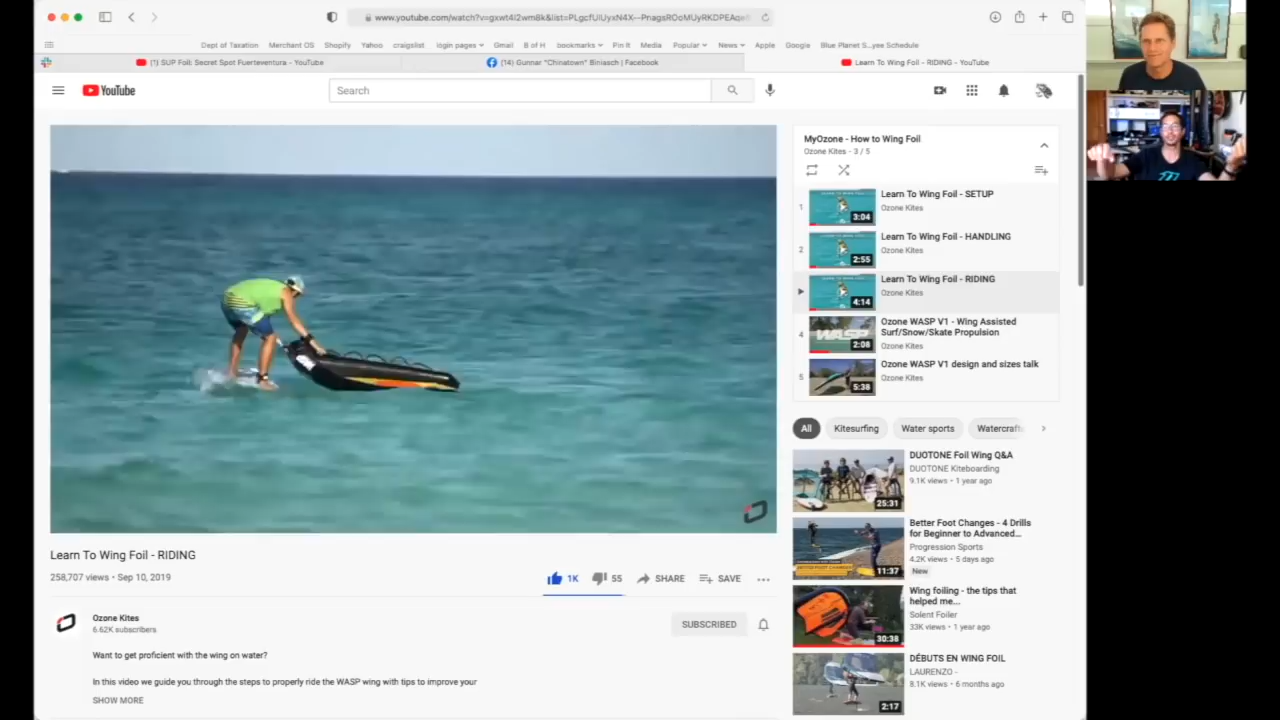 www.youtube.com/watch?v=gxwt4i2wm8k&list=PLgcfUlUyxN4X--PnagsROoMUyRKDPEAqe
Dept of Taxation Merchant OS Shopify Yahoo craigslist login pages Gmail B of H bookmarks Pin It Media Popular News Apple Google Blue Planet S...yee Schedule
(1) SUP Foil: Secret Spot Fuerteventura - YouTube
(14) Gunnar "Chinatown" Biniasch | Facebook
Learn To Wing Foil - RIDING - YouTube
YouTube
Search
MyOzone - How to Wing Foil
Ozone Kites - 3 / 5
1
3:04
Learn To Wing Foil - SETUP
Ozone Kites
2
2:55
Learn To Wing Foil - HANDLING
Ozone Kites
4:14
Learn To Wing Foil - RIDING
Ozone Kites
4
WASP
2:08
Ozone WASP V1 - Wing Assisted
Surf/Snow/Skate Propulsion
Ozone Kites
5
5:38
Ozone WASP V1 design and sizes talk
Ozone Kites
All Kitesurfing Water sports Watercraft
25:31
DUOTONE Foil Wing Q&A
DUOTONE Kiteboarding
9.1K views • 1 year ago
11:37
Better Foot Changes - 4 Drills
for Beginner to Advanced...
Progression Sports
4.2K views • 5 days ago
New
30:38
Wing foiling - the tips that
helped me...
Solent Foiler
33K views • 1 year ago
2:17
DÉBUTS EN WING FOIL
LAURENZO -
8.1K views • 6 months ago
Learn To Wing Foil - RIDING
258,707 views • Sep 10, 2019
1K 55 SHARE SAVE
Ozone Kites
6.62K subscribers
SUBSCRIBED
Want to get proficient with the wing on water?
In this video we guide you through the steps to properly ride the WASP wing with tips to improve your
SHOW MORE